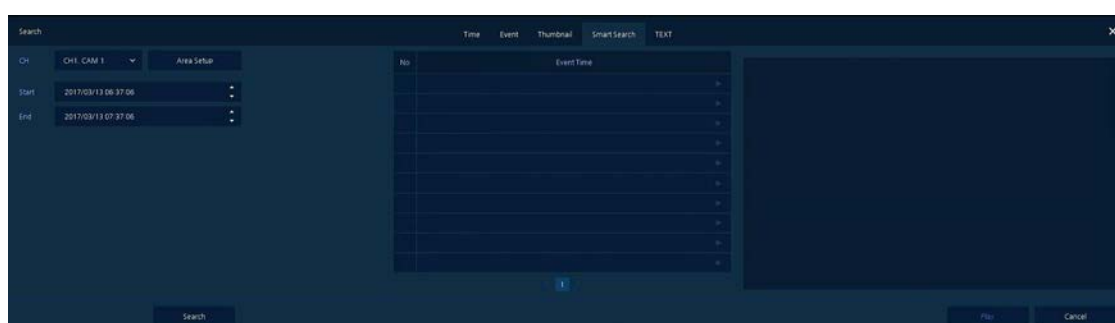 Search Time Event Thumbnail Smart Search TEXT
CH CH1. CAM 1 Area Setup
No Event Time
Start 2017/03/13 06:37:06
End 2017/03/13 07:37:06
1
Search Play Cancel